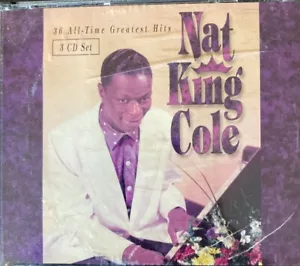 36 All-Time Greatest Hits
3 CD Set
Nat
King
Cole